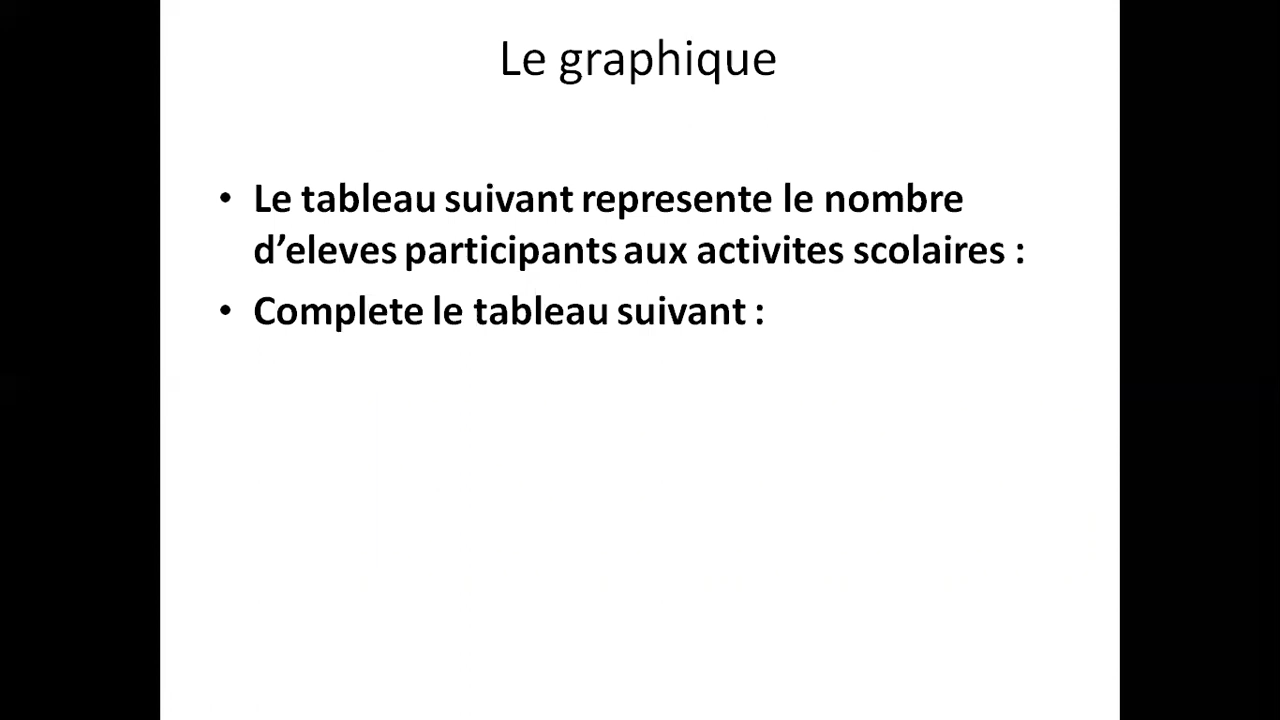 Le graphique
• Le tableau suivant represente le nombre
d’eleves participants aux activites scolaires :
• Complete le tableau suivant :